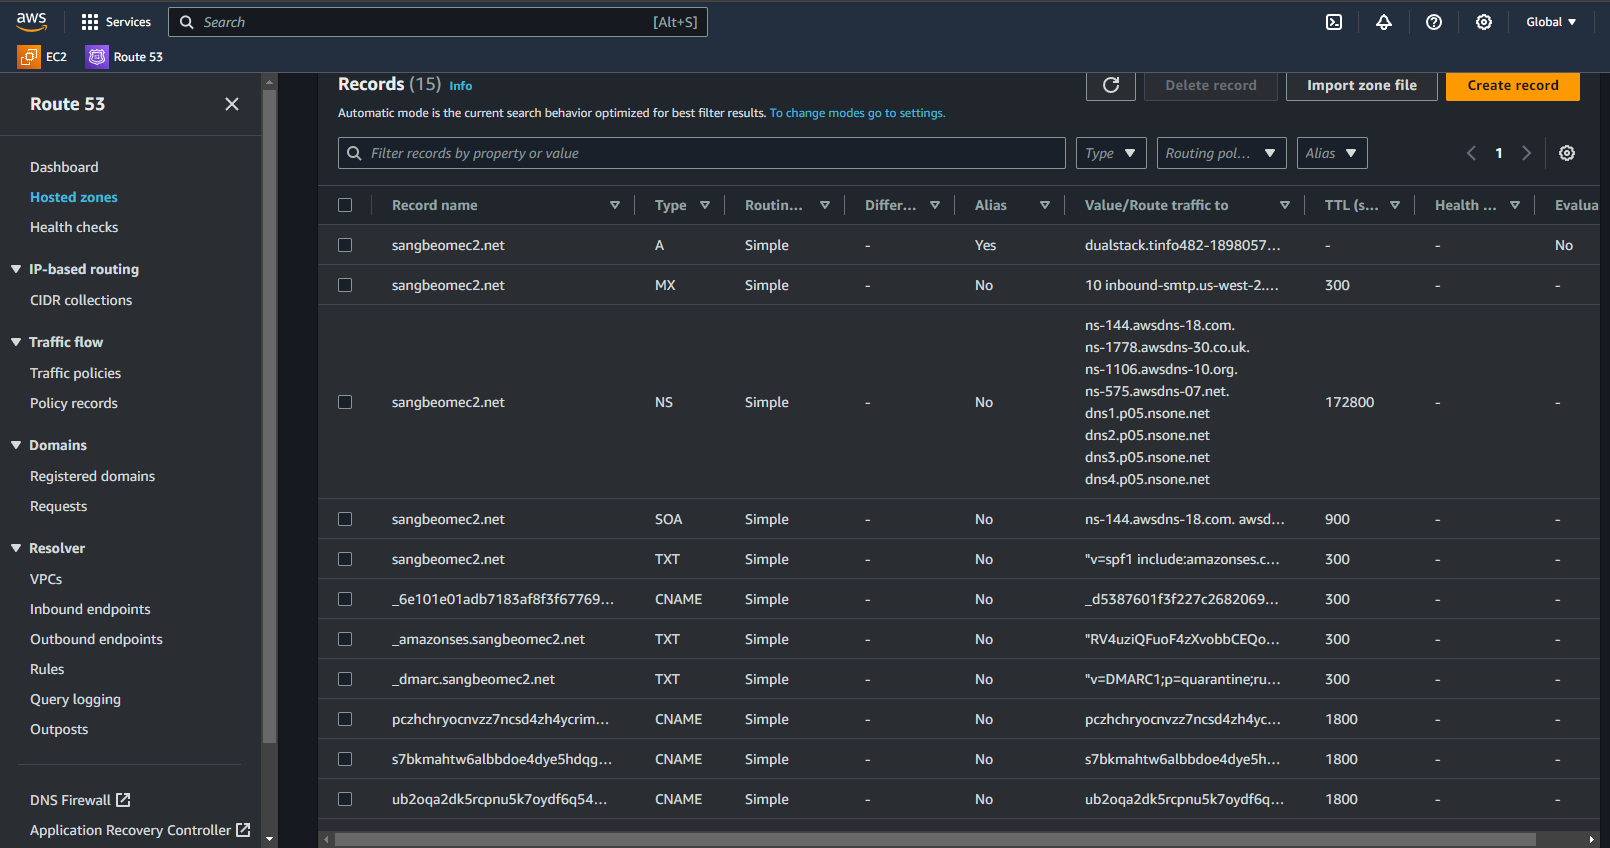 aws
Services
Search
[Alt+S]
Global
EC2
Route 53
Route 53
Dashboard
Hosted zones
Health checks
IP-based routing
CIDR collections
Traffic flow
Traffic policies
Policy records
Domains
Registered domains
Requests
Resolver
VPCs
Inbound endpoints
Outbound endpoints
Rules
Query logging
Outposts
DNS Firewall
Application Recovery Controller
Records (15) Info
Delete record
Import zone file
Create record
Automatic mode is the current search behavior optimized for best filter results. To change modes go to settings.
Filter records by property or value
Type
Routing pol...
Alias
1
Record name Type Routin... Differ... Alias Value/Route traffic to TTL (s... Health ... Evalua
sangbeomec2.net A Simple - Yes dualstack.tinfo482-1898057... - - No
sangbeomec2.net MX Simple - No 10 inbound-smtp.us-west-2.... 300 - -
ns-144.awsdns-18.com.
ns-1778.awsdns-30.co.uk.
ns-1106.awsdns-10.org.
ns-575.awsdns-07.net.
sangbeomec2.net NS Simple - No 172800 - -
dns1.p05.nsone.net
dns2.p05.nsone.net
dns3.p05.nsone.net
dns4.p05.nsone.net
sangbeomec2.net SOA Simple - No ns-144.awsdns-18.com. awsd... 900 - -
sangbeomec2.net TXT Simple - No "v=spf1 include:amazonses.c... 300 - -
_6e101e01adb7183af8f3f67769... CNAME Simple - No _d5387601f3f227c2682069... 300 - -
_amazonses.sangbeomec2.net TXT Simple - No "RV4uziQFuoF4zXvobbCEQo... 300 - -
_dmarc.sangbeomec2.net TXT Simple - No "v=DMARC1;p=quarantine;ru... 300 - -
pczhchryocnvzz7ncsd4zh4ycrim... CNAME Simple - No pczhchryocnvzz7ncsd4zh4yc... 1800 - -
s7bkmahtw6albbdoe4dye5hdqg... CNAME Simple - No s7bkmahtw6albbdoe4dye5h... 1800 - -
ub2oqa2dk5rcpnu5k7oydf6q54... CNAME Simple - No ub2oqa2dk5rcpnu5k7oydf6q... 1800 - -